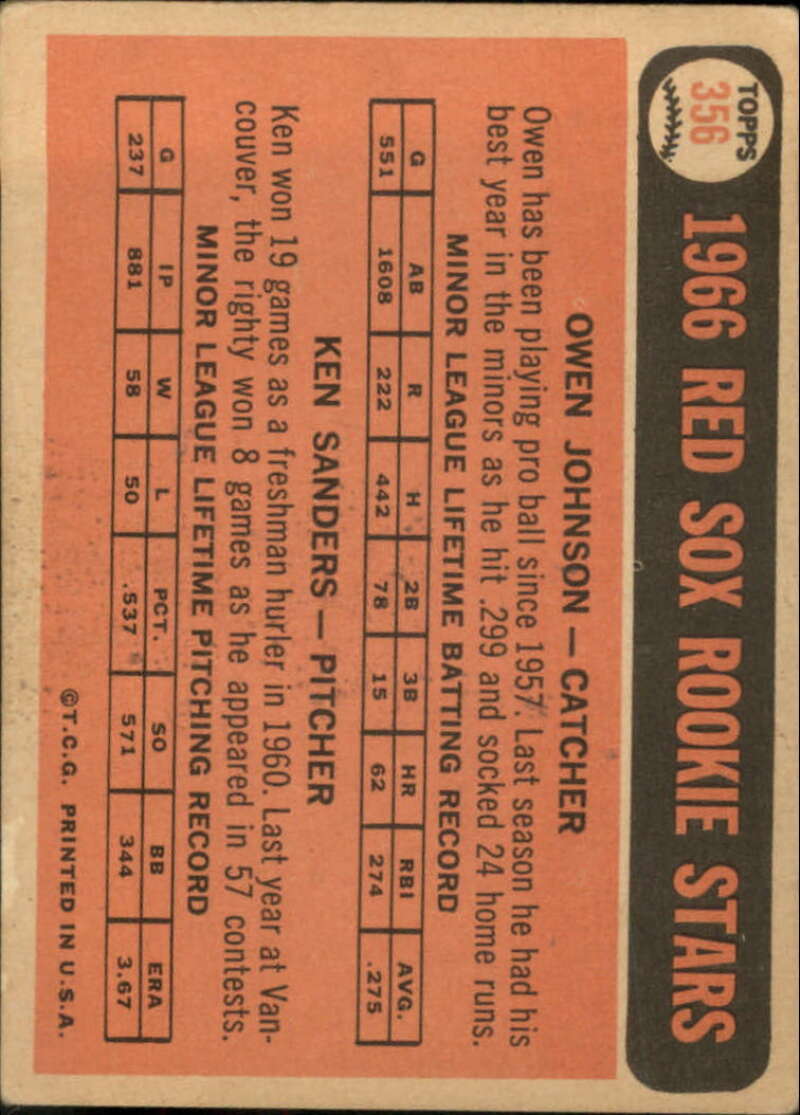 TOPPS
356
1966 RED SOX ROOKIE STARS
OWEN JOHNSON — CATCHER
Owen has been playing pro ball since 1957. Last season he had his
best year in the minors as he hit .299 and socked 24 home runs.
MINOR LEAGUE LIFETIME BATTING RECORD
G AB R H 2B 3B HR RBI AVG.
551 1608 222 442 78 15 62 274 .275
KEN SANDERS — PITCHER
Ken won 19 games as a freshman hurler in 1960. Last year at Van-
couver, the righty won 8 games as he appeared in 57 contests.
MINOR LEAGUE LIFETIME PITCHING RECORD
G IP W L PCT. SO BB ERA
237 881 58 50 .537 571 344 3.67
©T.C.G. PRINTED IN U.S.A.